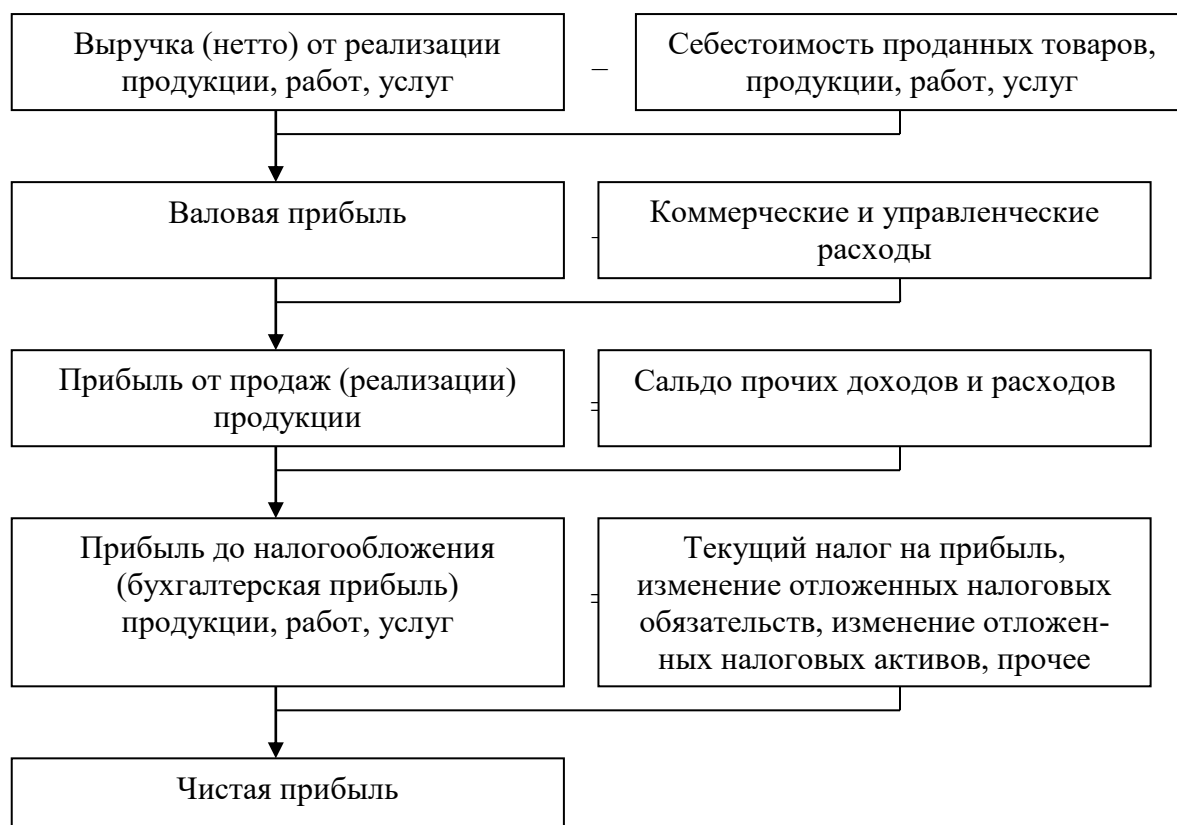 Выручка (нетто) от реализации
продукции, работ, услуг
–
Себестоимость проданных товаров,
продукции, работ, услуг
Валовая прибыль
Коммерческие и управленческие
расходы
Прибыль от продаж (реализации)
продукции
Сальдо прочих доходов и расходов
Прибыль до налогообложения
(бухгалтерская прибыль)
продукции, работ, услуг
Текущий налог на прибыль,
изменение отложенных налоговых
обязательств, изменение отложен-
ных налоговых активов, прочее
Чистая прибыль